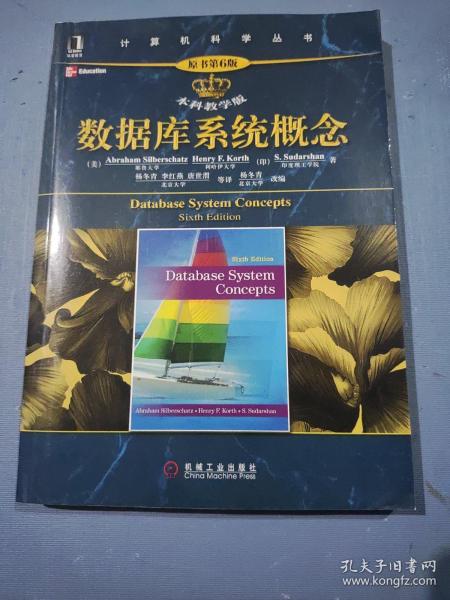 计算机科学丛书
华章教育
Education
原书第6版
本科教学版
数据库系统概念
(美) Abraham Silberschatz Henry F. Korth (印) S. Sudarshan 著
耶鲁大学 利哈伊大学 印度理工学院
杨冬青 李红燕 唐世渭 等译 杨冬青 改编
北京大学 北京大学
Database System Concepts
Sixth Edition
Sixth Edition
Database System
Concepts
Abraham Silberschatz • Henry F. Korth • S. Sudarshan
机械工业出版社
China Machine Press
孔夫子旧书网
www.kongfz.com